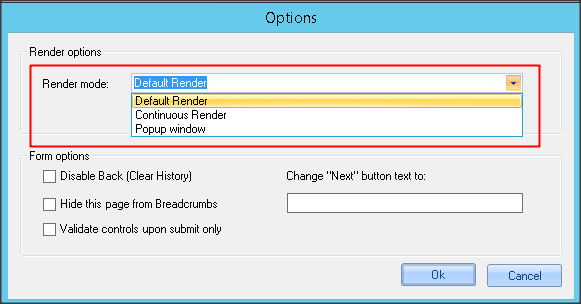 Options
Render options
Render mode:
Default Render
Default Render
Continuous Render
Popup window
Form options
Disable Back (Clear History)
Change "Next" button text to:
Hide this page from Breadcrumbs
Validate controls upon submit only
Ok
Cancel